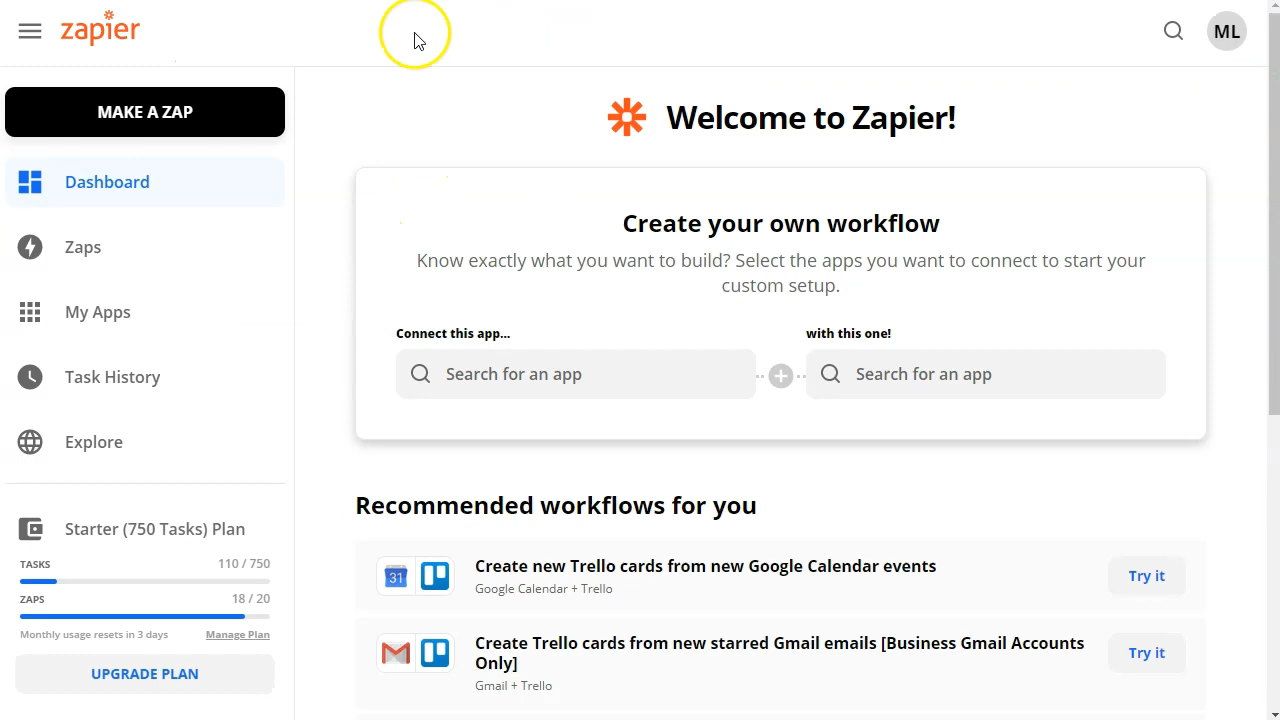 zapier
ML
MAKE A ZAP
Dashboard
Zaps
My Apps
Task History
Explore
Starter (750 Tasks) Plan
TASKS 110 / 750
ZAPS 18 / 20
Monthly usage resets in 3 days Manage Plan
UPGRADE PLAN
Welcome to Zapier!
Create your own workflow
Know exactly what you want to build? Select the apps you want to connect to start your
custom setup.
Connect this app... with this one!
Search for an app Search for an app
Recommended workflows for you
31
Create new Trello cards from new Google Calendar events
Google Calendar + Trello
Try it
Create Trello cards from new starred Gmail emails [Business Gmail Accounts
Only]
Gmail + Trello
Try it